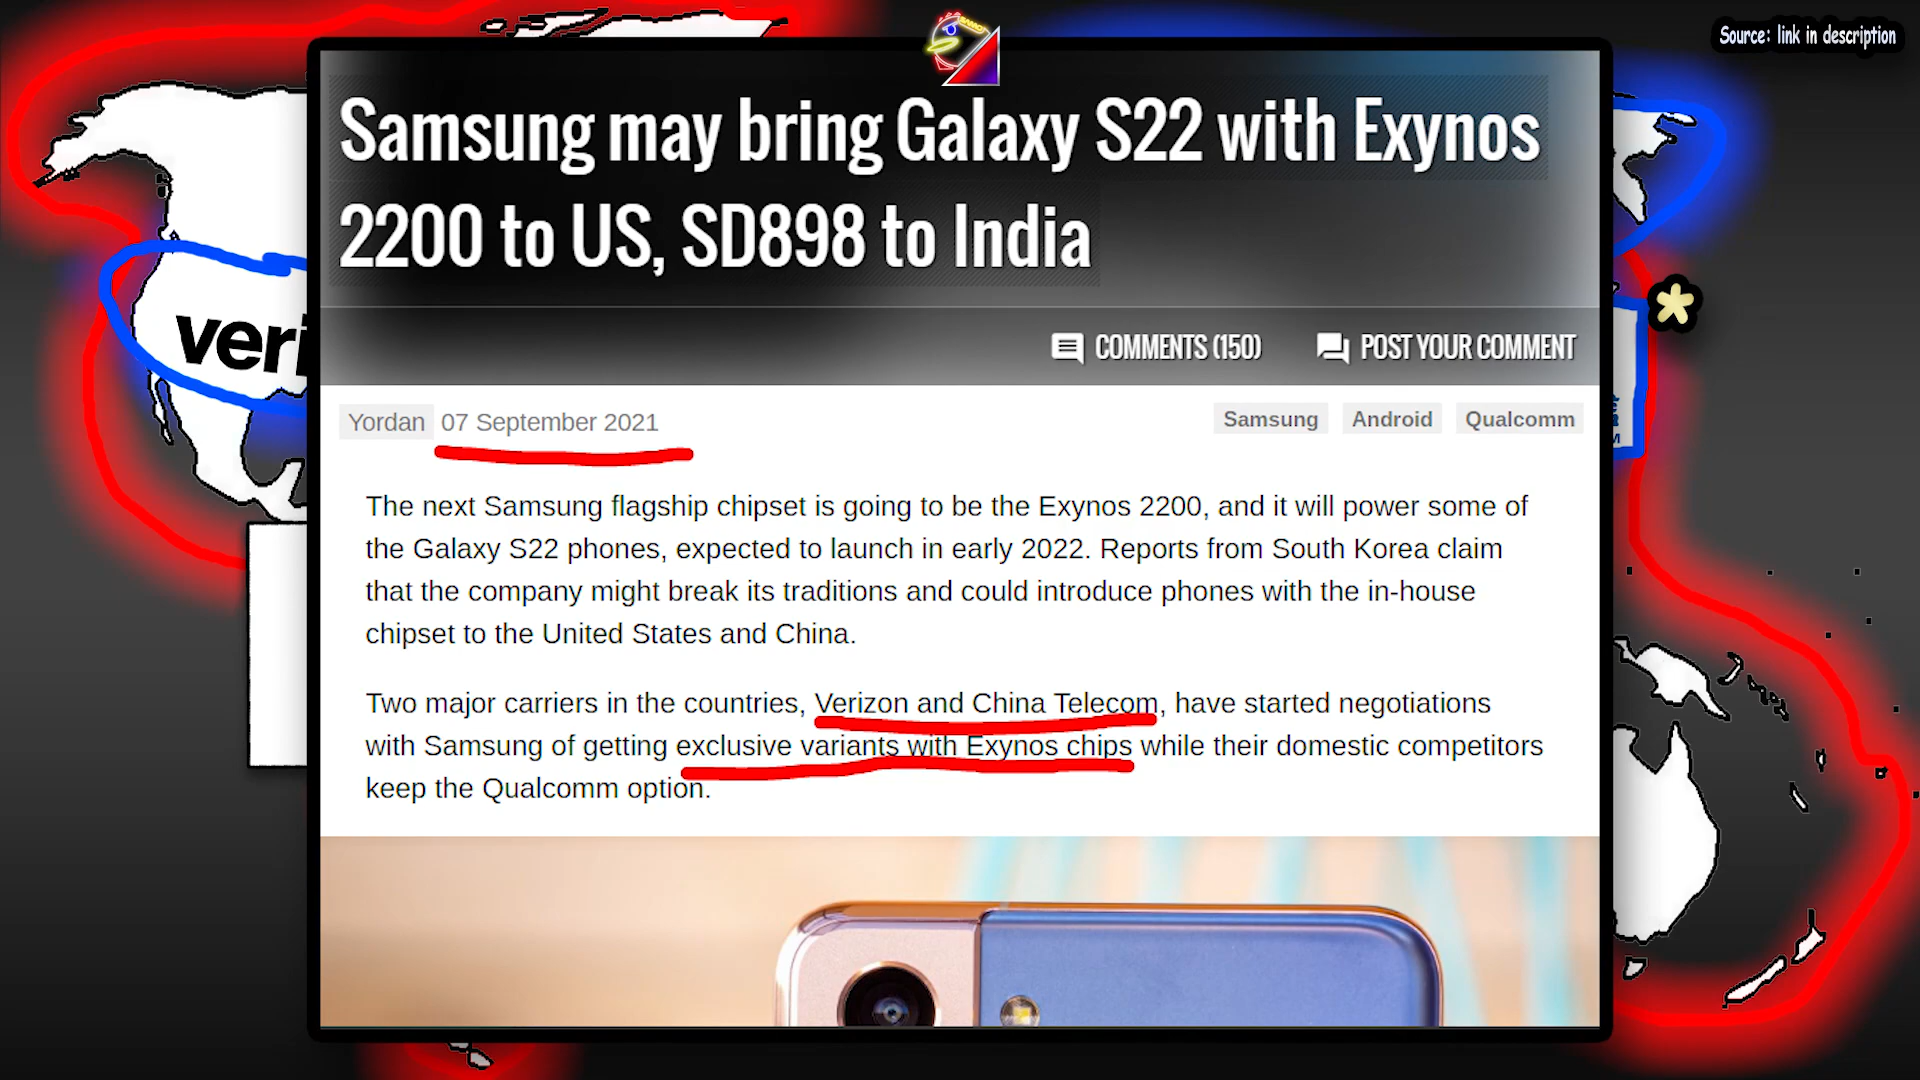 Source: link in description
Samsung may bring Galaxy S22 with Exynos
2200 to US, SD898 to India
COMMENTS (150)
POST YOUR COMMENT
veri
Yordan 07 September 2021
Samsung Android Qualcomm
The next Samsung flagship chipset is going to be the Exynos 2200, and it will power some of
the Galaxy S22 phones, expected to launch in early 2022. Reports from South Korea claim
that the company might break its traditions and could introduce phones with the in-house
chipset to the United States and China.
Two major carriers in the countries, Verizon and China Telecom, have started negotiations
with Samsung of getting exclusive variants with Exynos chips while their domestic competitors
keep the Qualcomm option.